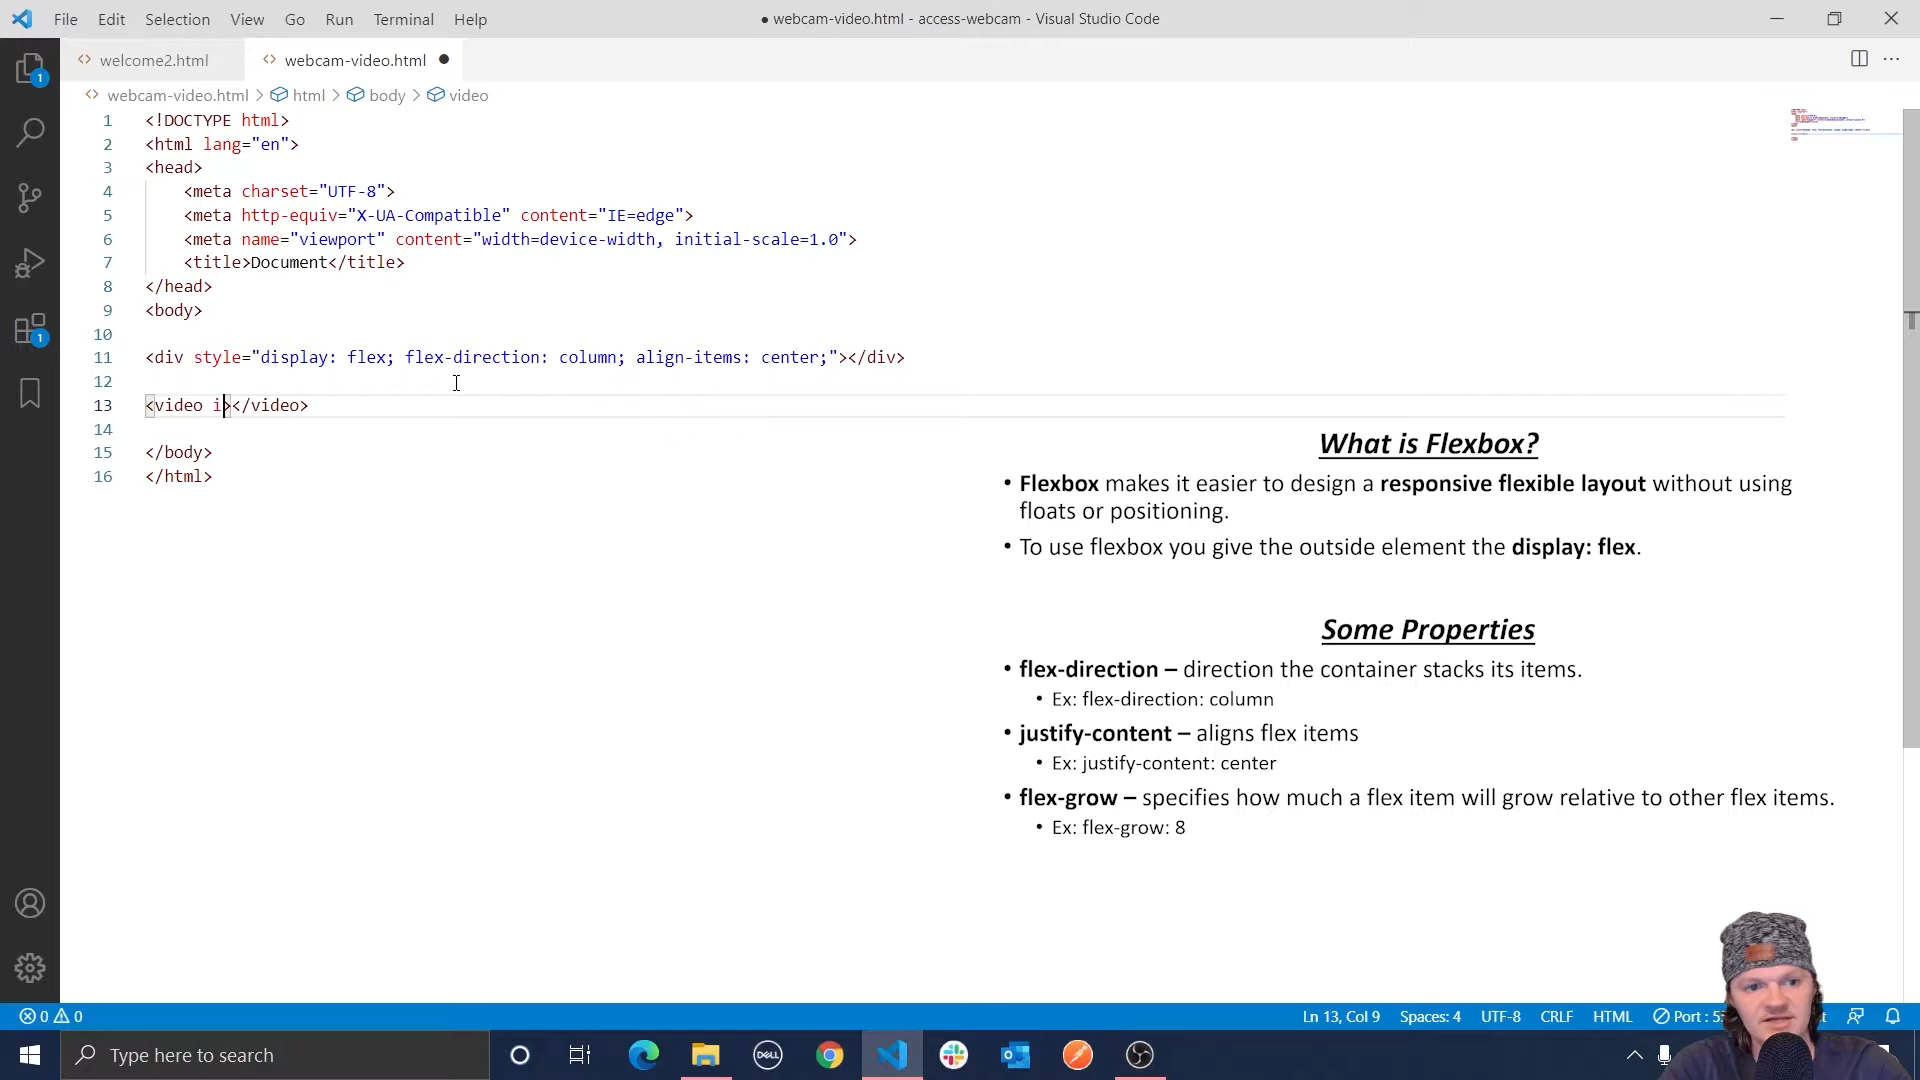 File Edit Selection View Go Run Terminal Help
● webcam-video.html - access-webcam - Visual Studio Code
welcome2.html
webcam-video.html ●
webcam-video.html > html > body > video
1 <!DOCTYPE html>
2 <html lang="en">
3 <head>
4 <meta charset="UTF-8">
5 <meta http-equiv="X-UA-Compatible" content="IE=edge">
6 <meta name="viewport" content="width=device-width, initial-scale=1.0">
7 <title>Document</title>
8 </head>
9 <body>
10
11 <div style="display: flex; flex-direction: column; align-items: center;"></div>
12
13 <video i></video>
14
15 </body>
16 </html>
1
1
What is Flexbox?
• Flexbox makes it easier to design a responsive flexible layout without using
floats or positioning.
• To use flexbox you give the outside element the display: flex.
Some Properties
• flex-direction – direction the container stacks its items.
• Ex: flex-direction: column
• justify-content – aligns flex items
• Ex: justify-content: center
• flex-grow – specifies how much a flex item will grow relative to other flex items.
• Ex: flex-grow: 8
0 0
Ln 13, Col 9 Spaces: 4 UTF-8 CRLF HTML Port :
Type here to search
DELL